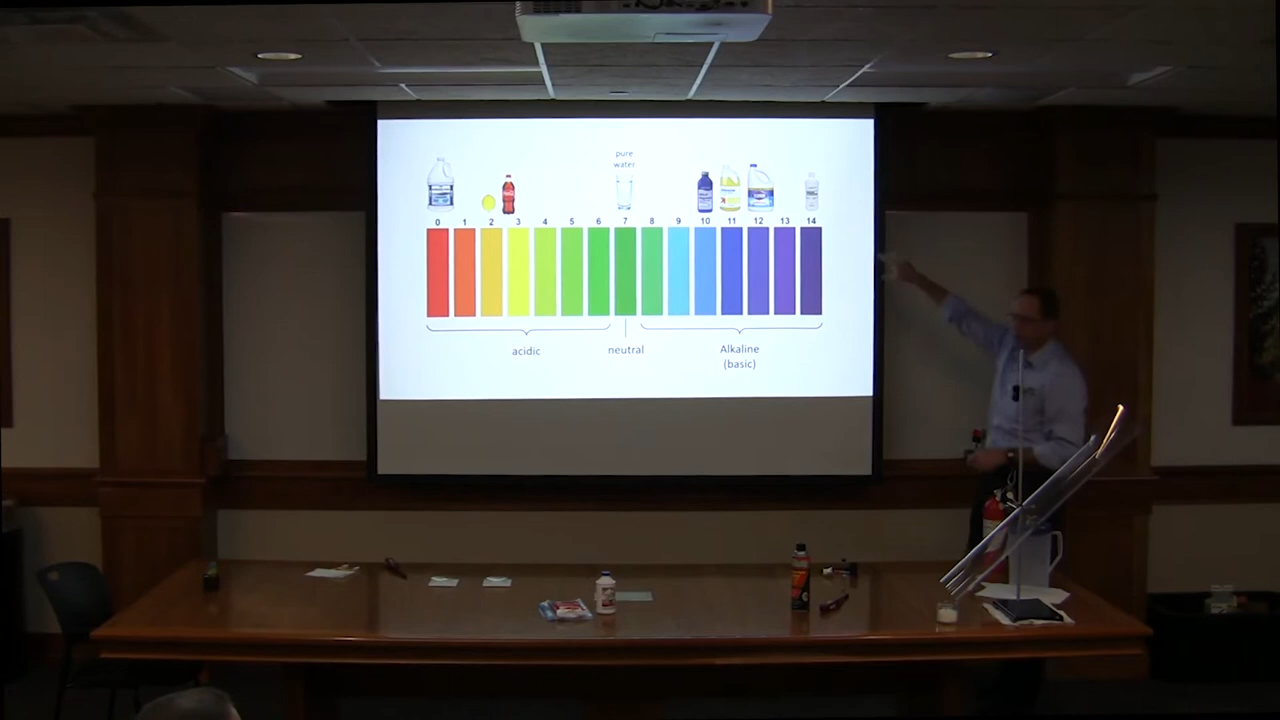 pure
water
0 1 2 3 4 5 6 7 8 9 10 11 12 13 14
acidic
neutral
Alkaline
(basic)